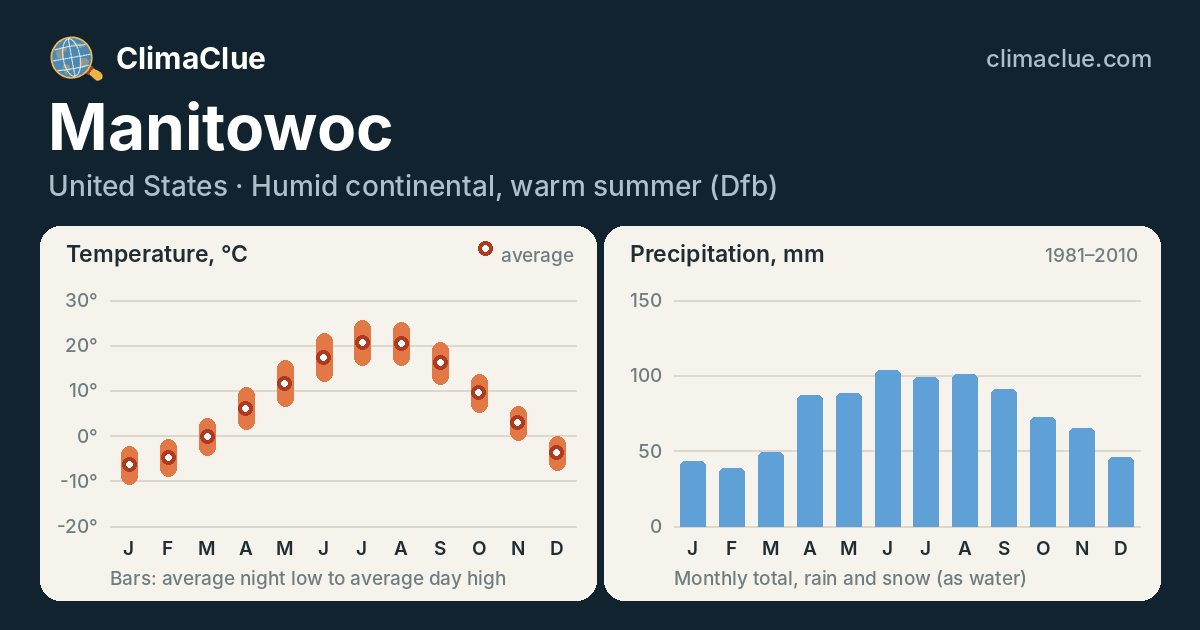 ClimaClue
climaclue.com
Manitowoc
United States · Humid continental, warm summer (Dfb)
Temperature, °C
average
30°
20°
10°
0°
-10°
-20°
J F M A M J J A S O N D
Bars: average night low to average day high
Precipitation, mm
1981–2010
150
100
50
0
J F M A M J J A S O N D
Monthly total, rain and snow (as water)